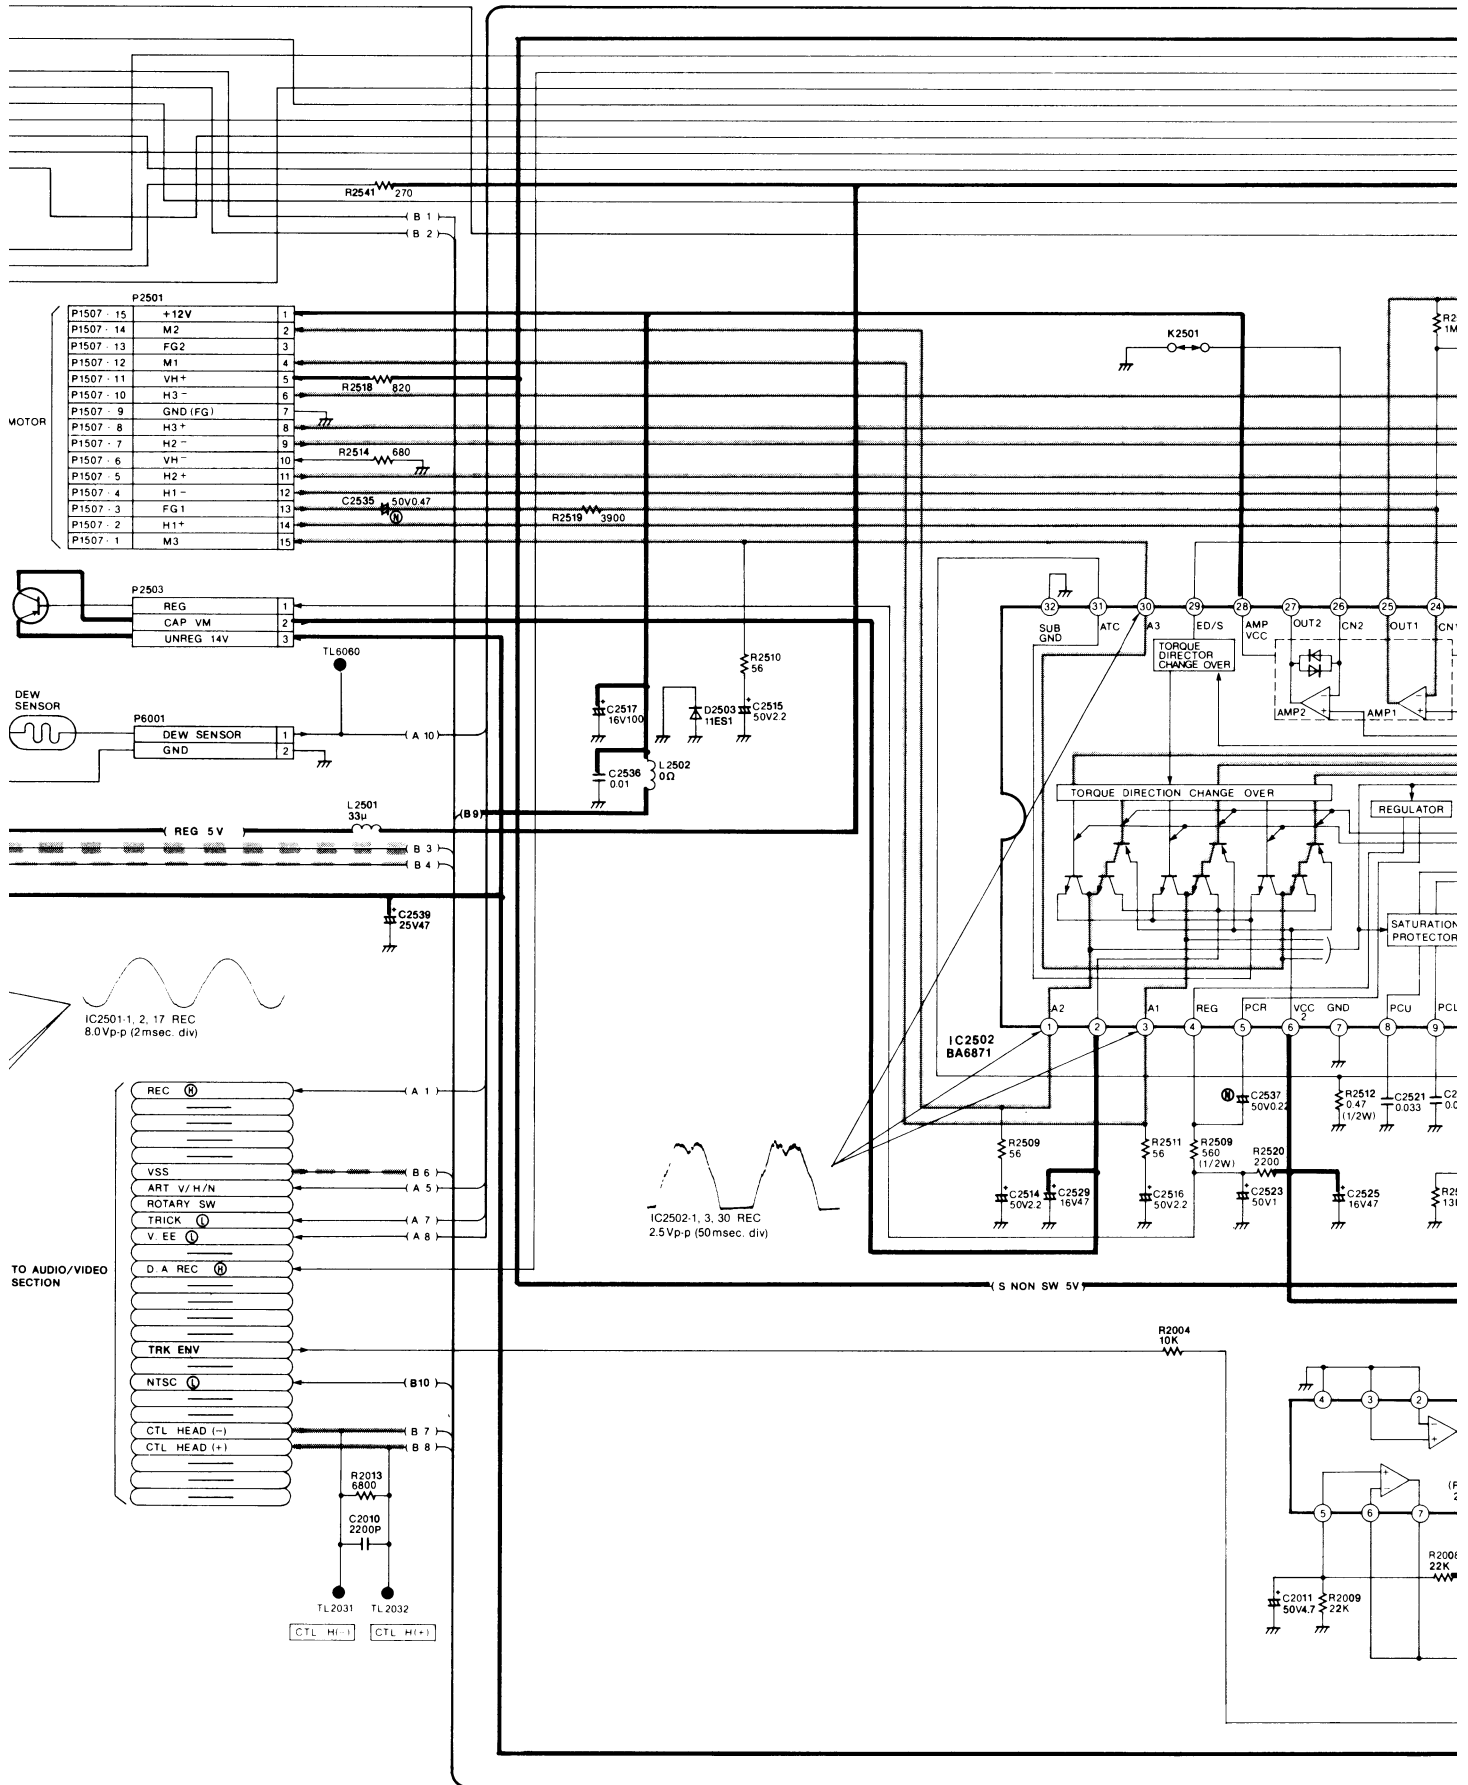 R2541 270
( B 1 )
( B 2 )
P2501
P1507 - 15 +12V 1
P1507 - 14 M2 2
P1507 - 13 FG2 3
P1507 - 12 M1 4
P1507 - 11 VH+ 5
P1507 - 10 H3- 6
P1507 - 9 GND (FG) 7
P1507 - 8 H3+ 8
P1507 - 7 H2- 9
P1507 - 6 VH- 10
P1507 - 5 H2+ 11
P1507 - 4 H1- 12
P1507 - 3 FG1 13
P1507 - 2 H1+ 14
P1507 - 1 M3 15
MOTOR
R2518 820
R2514 680
C2535 50V0.47
N
R2519 3900
K2501
1M
P2503
REG 1
CAP VM 2
UNREG 14V 3
TL6060
DEW
SENSOR
P6001
DEW SENSOR 1
GND 2
( A 10 )
C2517
16V100
D2503
11ES1
R2510
56
C2515
50V2.2
C2536
0.01
L2502
0Ω
(B9)
L2501
33μ
( REG 5V )
( B 3 )
( B 4 )
C2539
25V47
32 31 30 29 28 27 26 25 24
SUB
GND
ATC
A3
ED/S
AMP
VCC
OUT2
CN2
OUT1
TORQUE
DIRECTOR
CHANGE OVER
AMP2
AMP1
TORQUE DIRECTION CHANGE OVER
REGULATOR
SATURATION
PROTECTOR
A2 A1 REG PCR VCC 2 GND PCU PCL
1 2 3 4 5 6 7 8 9
IC2502
BA6871
IC2501-1, 2, 17 REC
8.0Vp-p (2msec. div)
N
C2537
50V0.22
R2512
0.47
(1/2W)
C2521
0.033
R2509
56
R2511
56
R2509
560
(1/2W)
R2520
2200
C2514
50V2.2
C2529
16V47
C2516
50V2.2
C2523
50V1
C2525
16V47
IC2502-1, 3, 30 REC
2.5Vp-p (50msec. div)
TO AUDIO/VIDEO
SECTION
REC H ( A 1 )
VSS ( B 6 )
ART V/H/N ( A 5 )
ROTARY SW
TRICK L ( A 7 )
V. EE L ( A 8 )
D. A REC H
TRK ENV
NTSC L (B10)
CTL HEAD (-) ( B 7 )
CTL HEAD (+) ( B 8 )
( S NON SW 5V )
R2004
10K
R2013
6800
C2010
2200P
TL2031 TL2032
CTL H(-) CTL H(+)
4 3 2
5 6 7
R2008
22K
C2011
50V4.7
R2009
22K